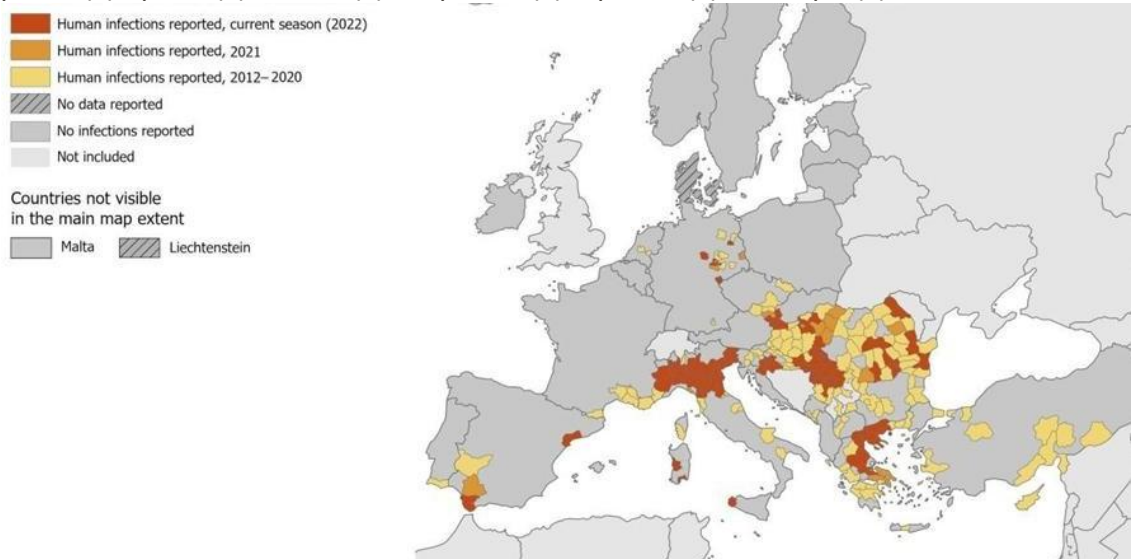 Human infections reported, current season (2022)
Human infections reported, 2021
Human infections reported, 2012–2020
No data reported
No infections reported
Not included
Countries not visible
in the main map extent
Malta
Liechtenstein